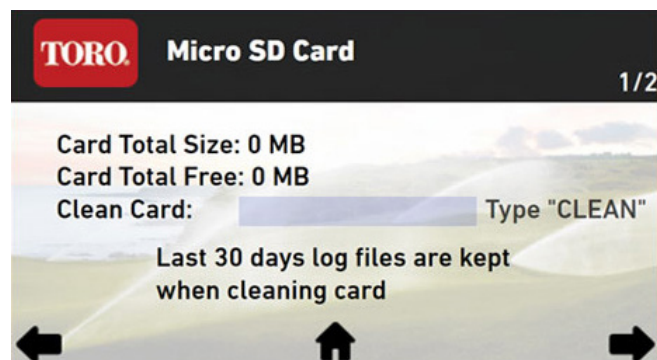 TORO.
Micro SD Card
1/2
Card Total Size: 0 MB
Card Total Free: 0 MB
Clean Card: Type "CLEAN"
Last 30 days log files are kept
when cleaning card